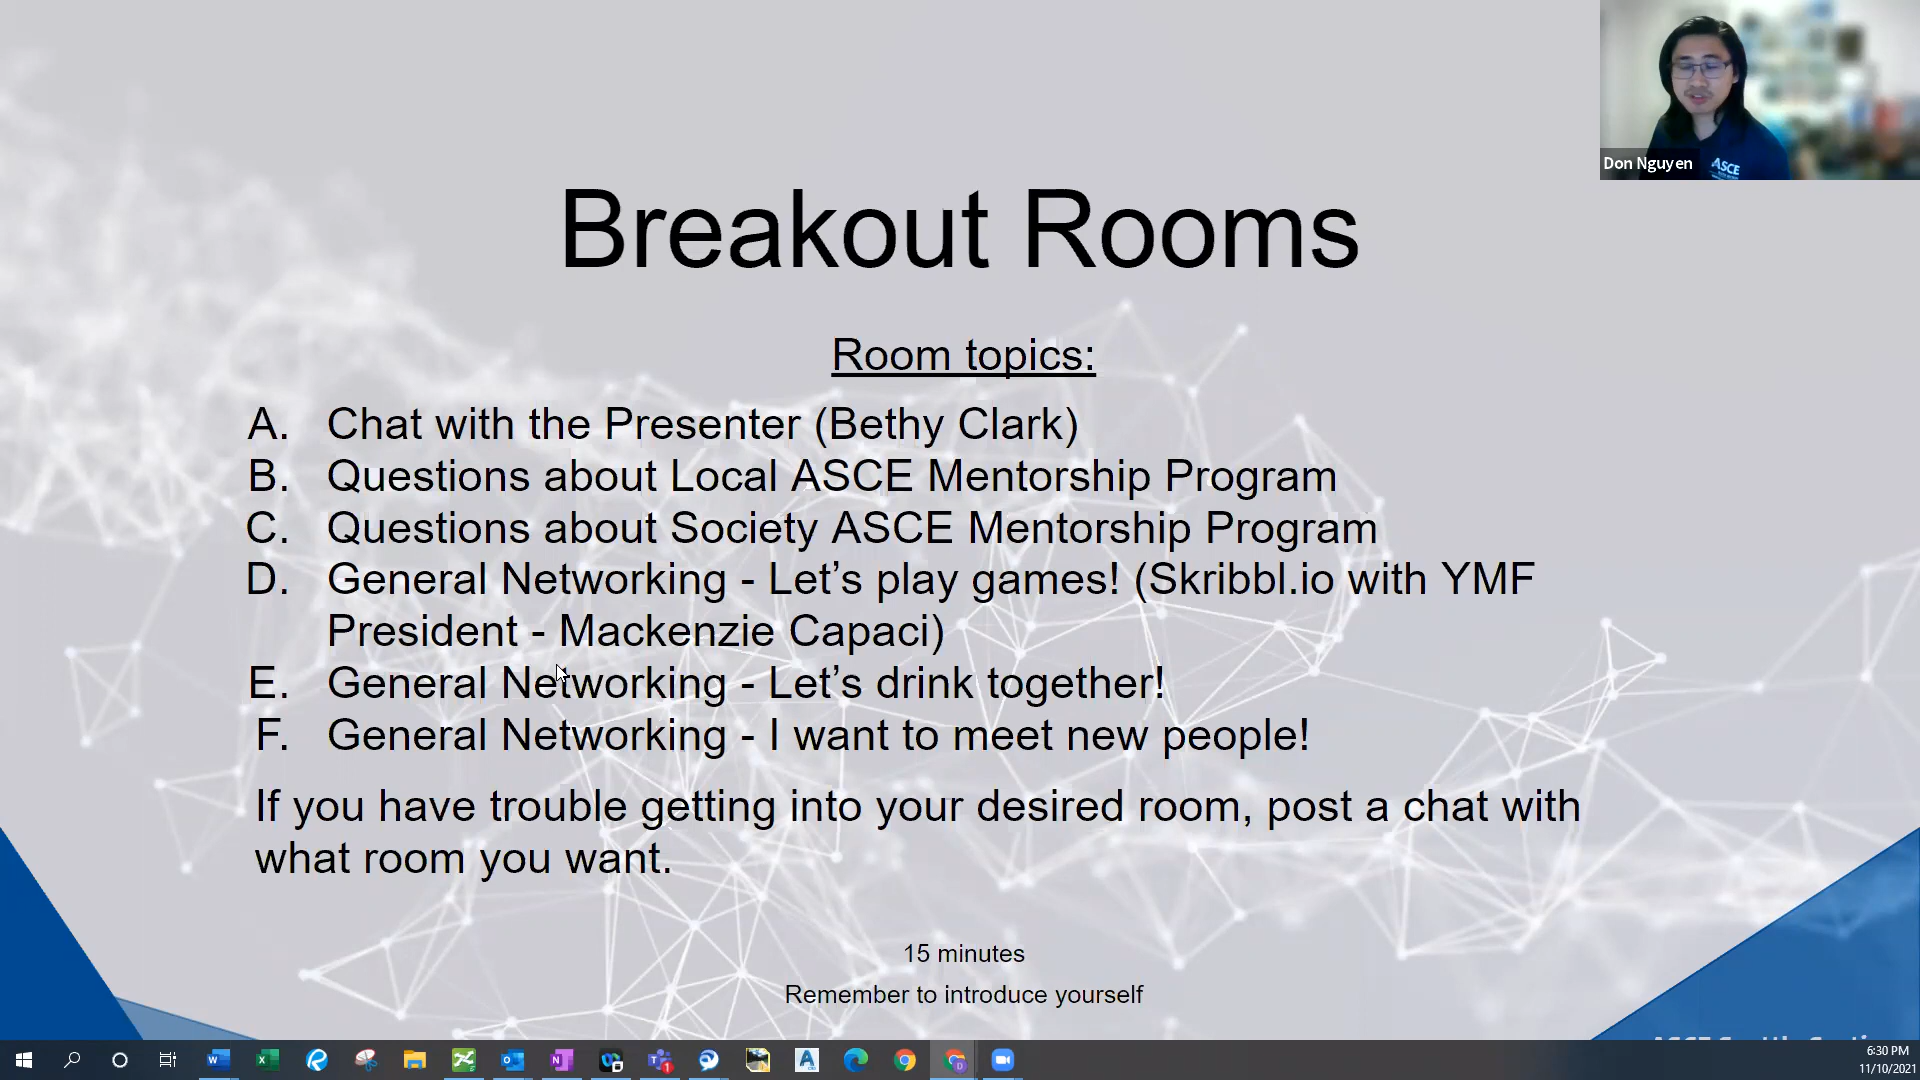 Breakout Rooms
Room topics:
A. Chat with the Presenter (Bethy Clark)
B. Questions about Local ASCE Mentorship Program
C. Questions about Society ASCE Mentorship Program
D. General Networking - Let’s play games! (Skribbl.io with YMF
President - Mackenzie Capaci)
E. General Networking - Let’s drink together!
F. General Networking - I want to meet new people!
If you have trouble getting into your desired room, post a chat with
what room you want.
15 minutes
Remember to introduce yourself
Don Nguyen
ASCE
6:30 PM
11/10/2021